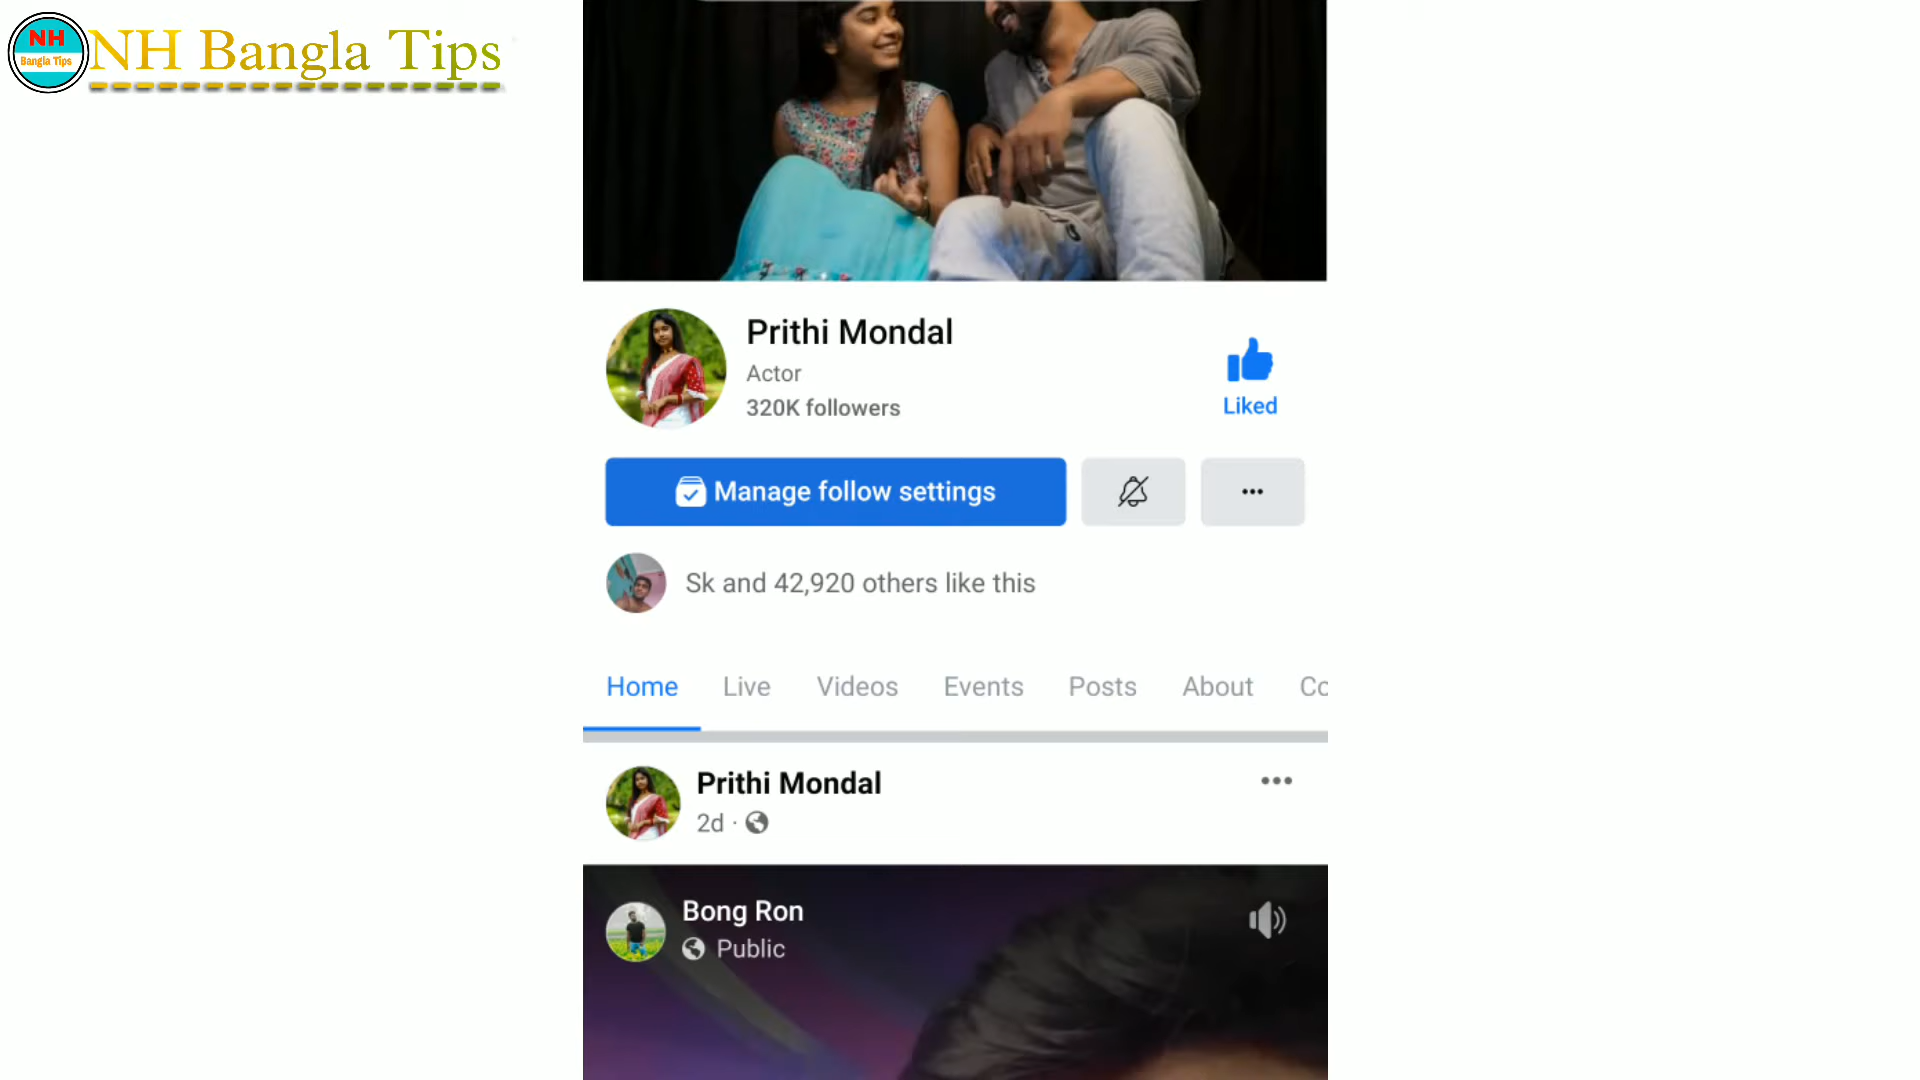 NH
Bangla Tips
NH Bangla Tips
Prithi Mondal
Actor
320K followers
Liked
Manage follow settings
Sk and 42,920 others like this
Home Live Videos Events Posts About Co
Prithi Mondal
2d ·
Bong Ron
Public